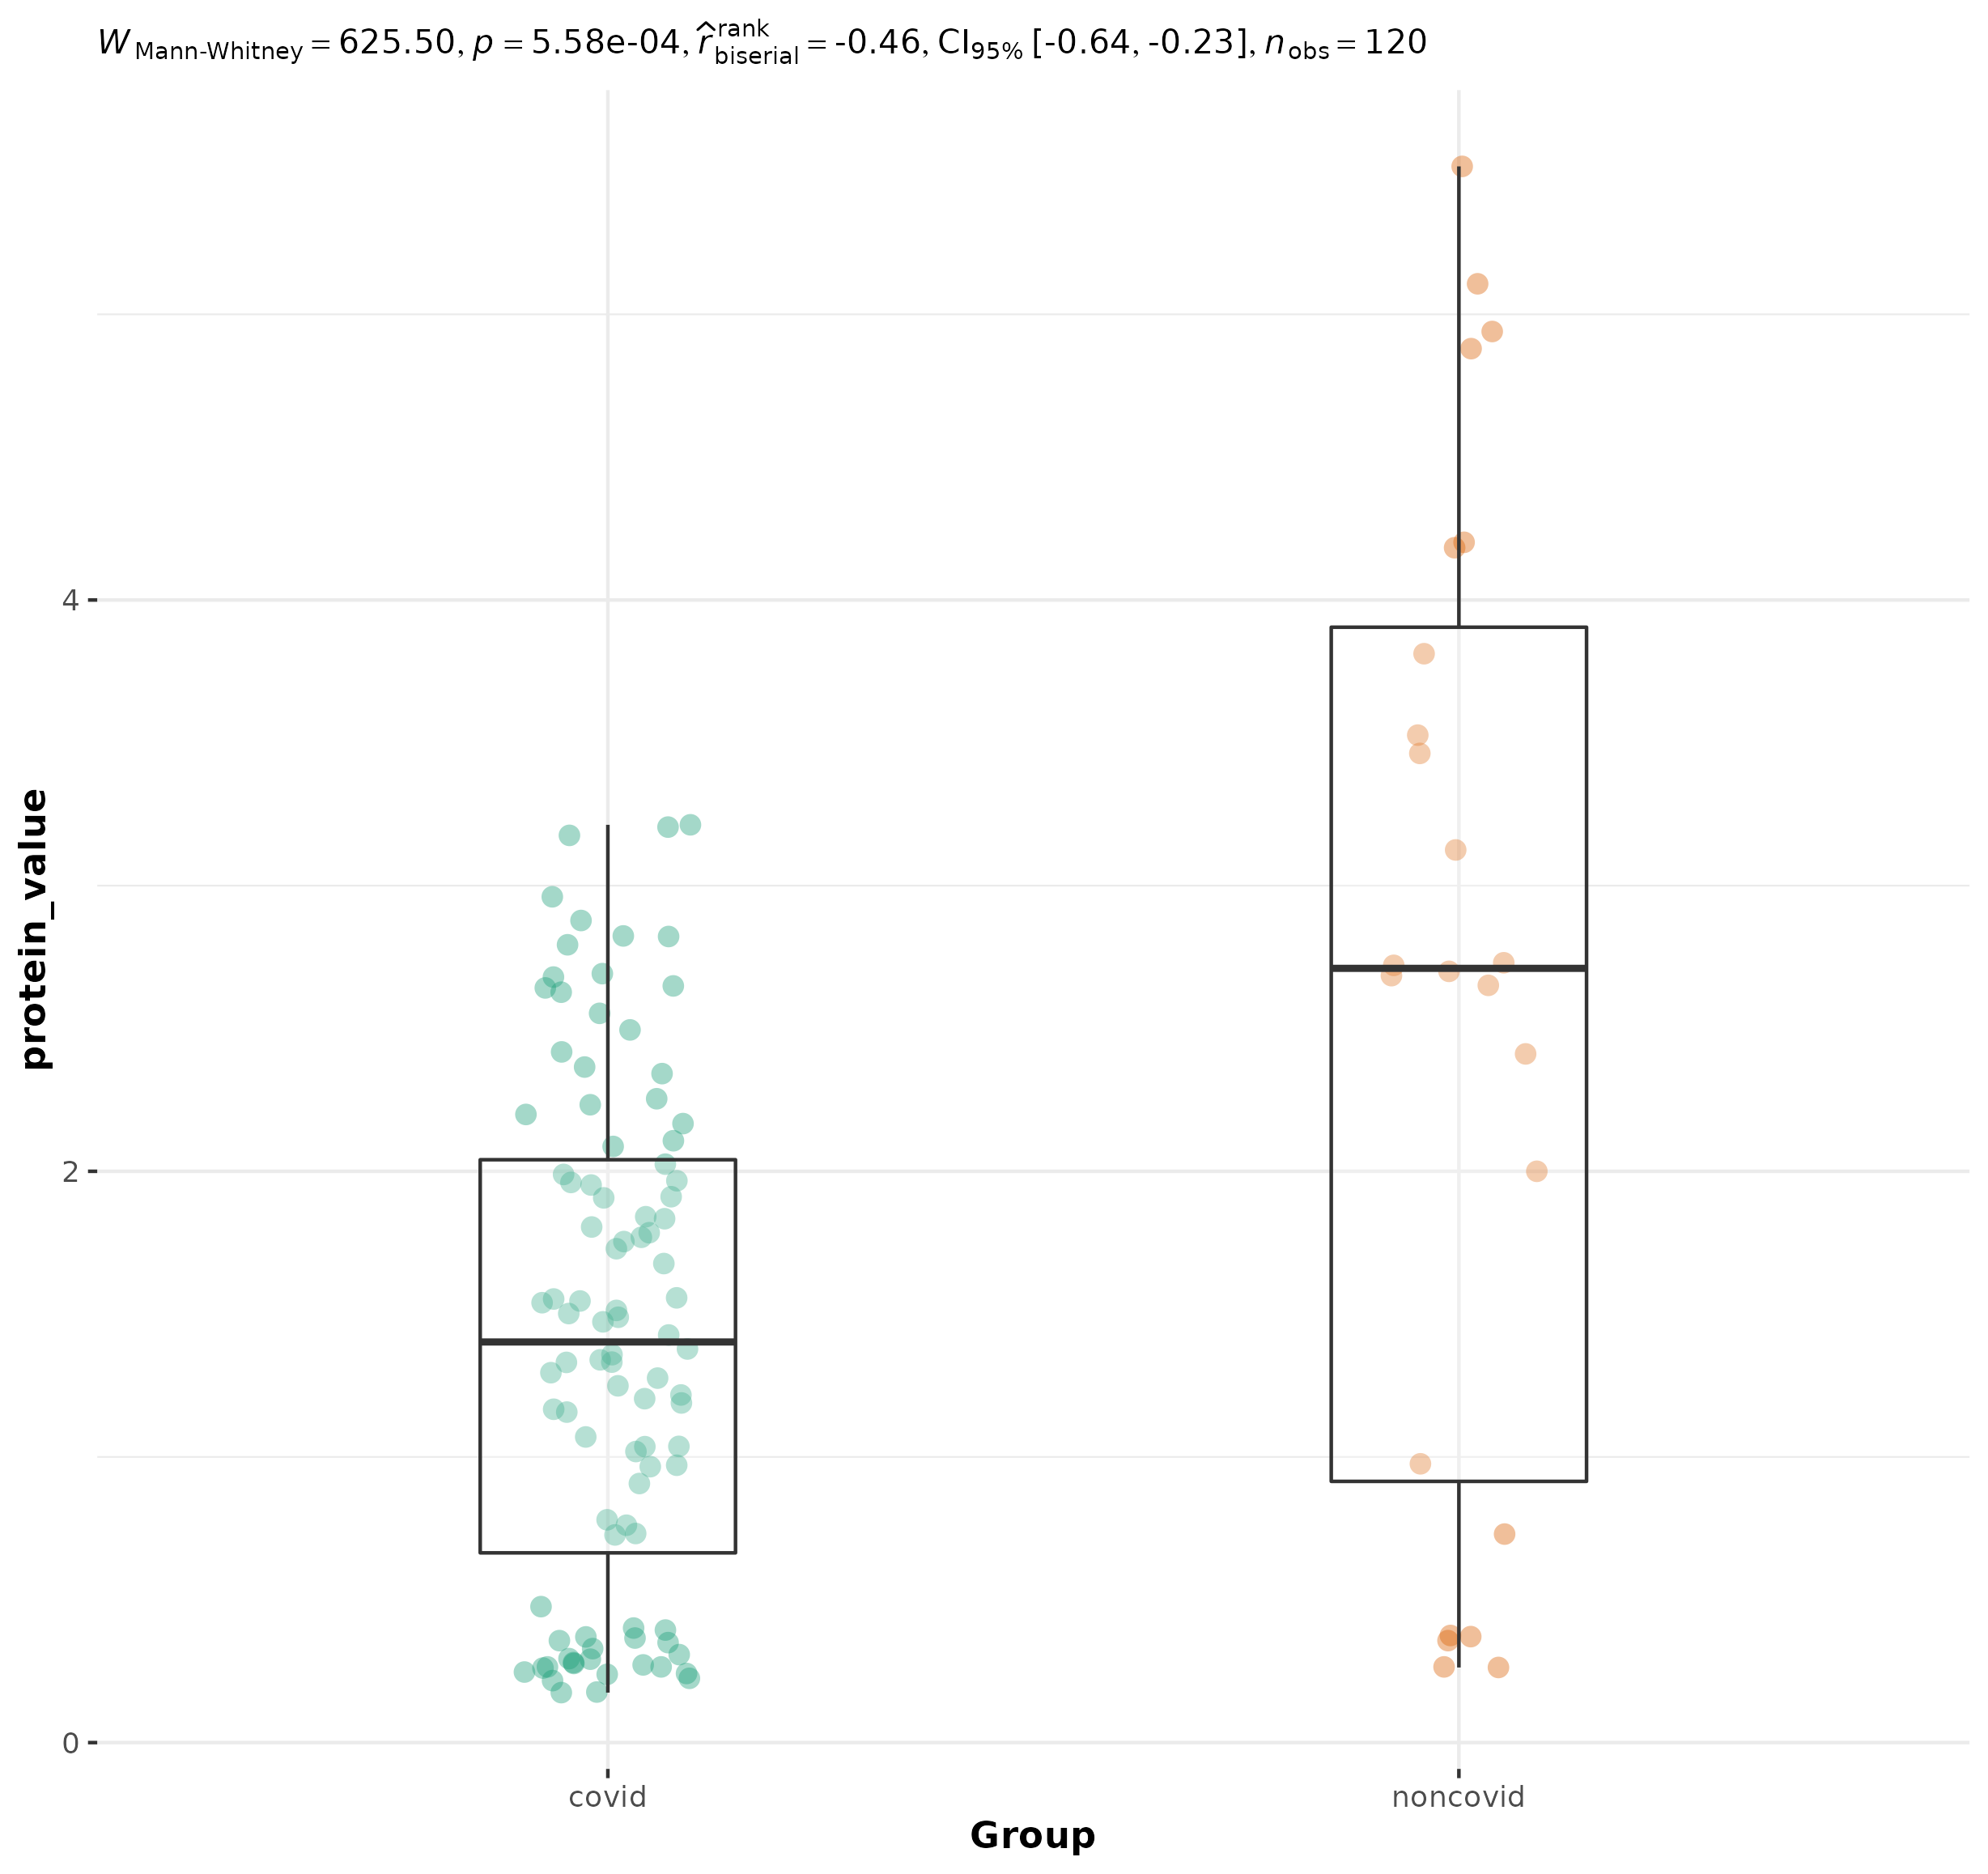 W Mann-Whitney = 625.50, p = 5.58e-04, r̂ rank biserial = -0.46, CI95% [-0.64, -0.23], n obs = 120
protein_value
4
2
0
covid noncovid
Group